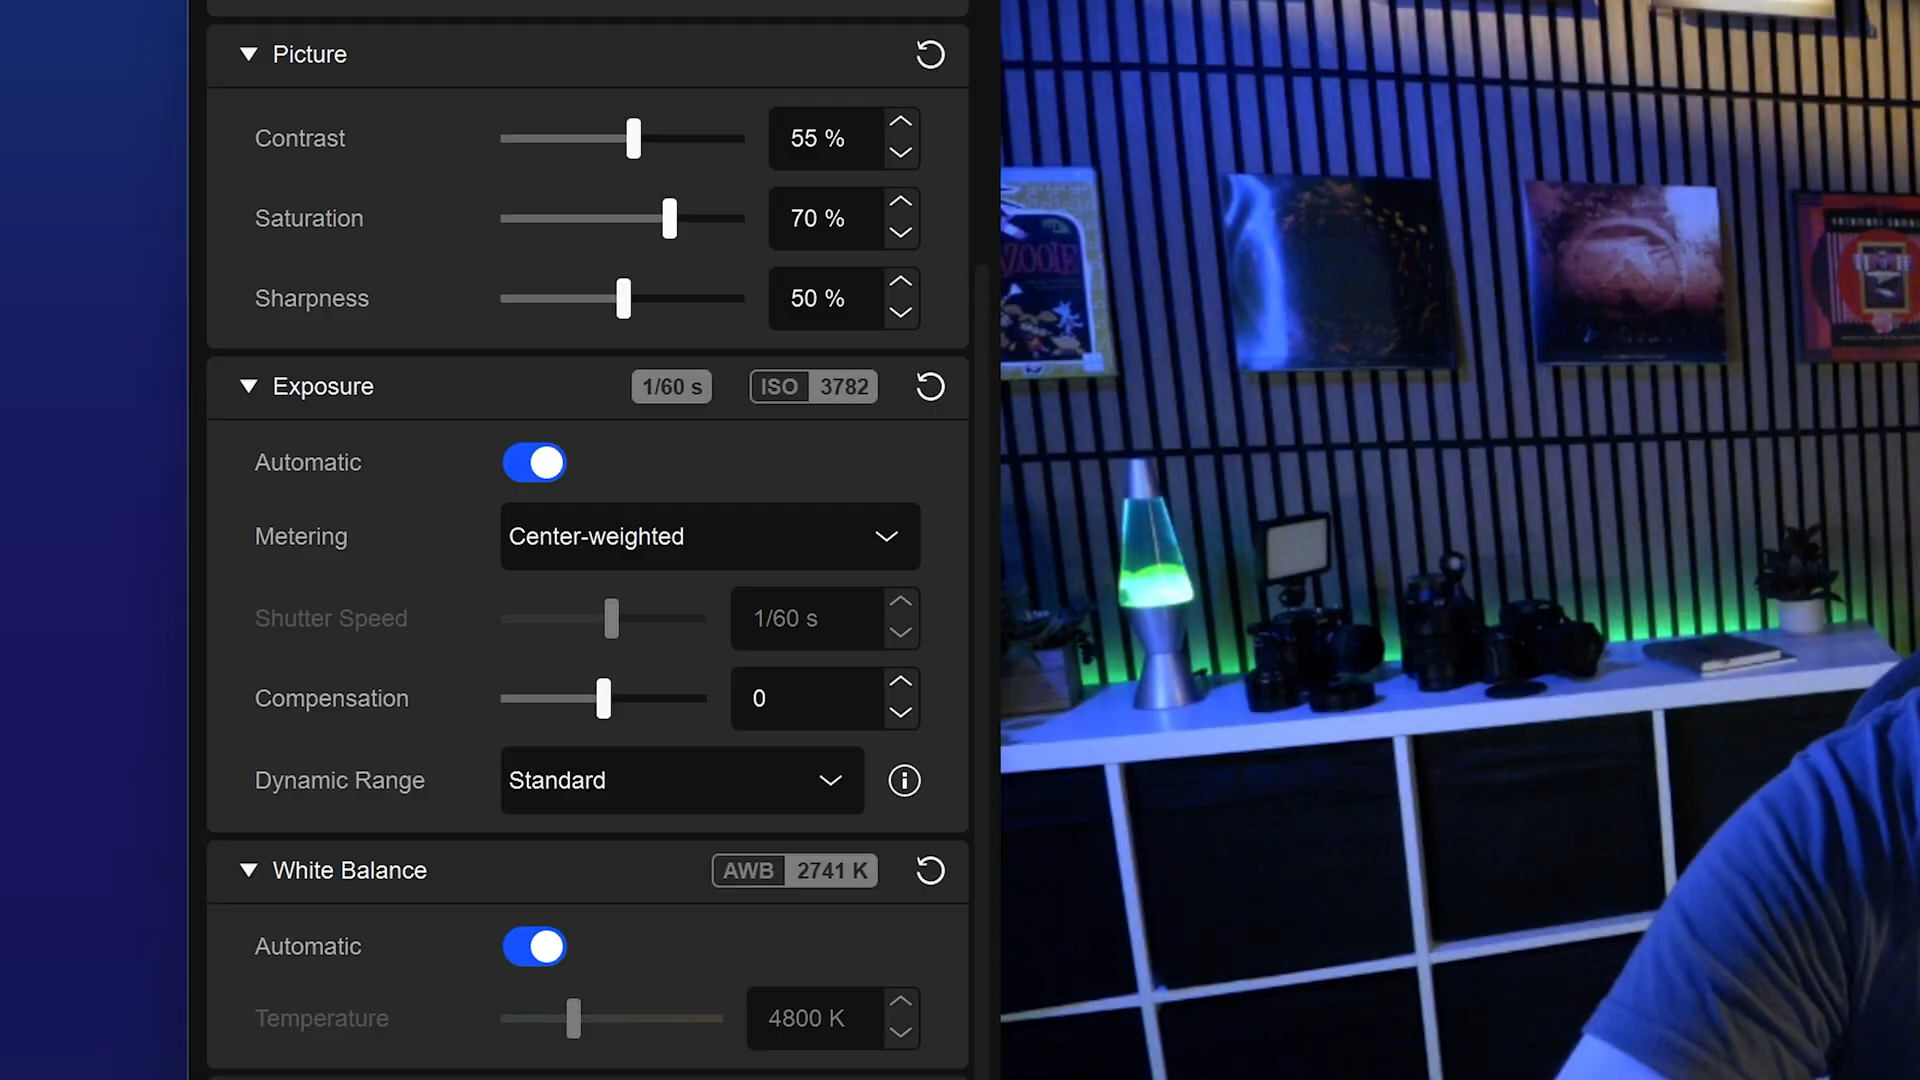 Picture
Contrast 55 %
Saturation 70 %
Sharpness 50 %
Exposure 1/60 s ISO 3782
Automatic
Metering Center-weighted
Shutter Speed 1/60 s
Compensation 0
Dynamic Range Standard
White Balance AWB 2741 K
Automatic
Temperature 4800 K
ZOOIE